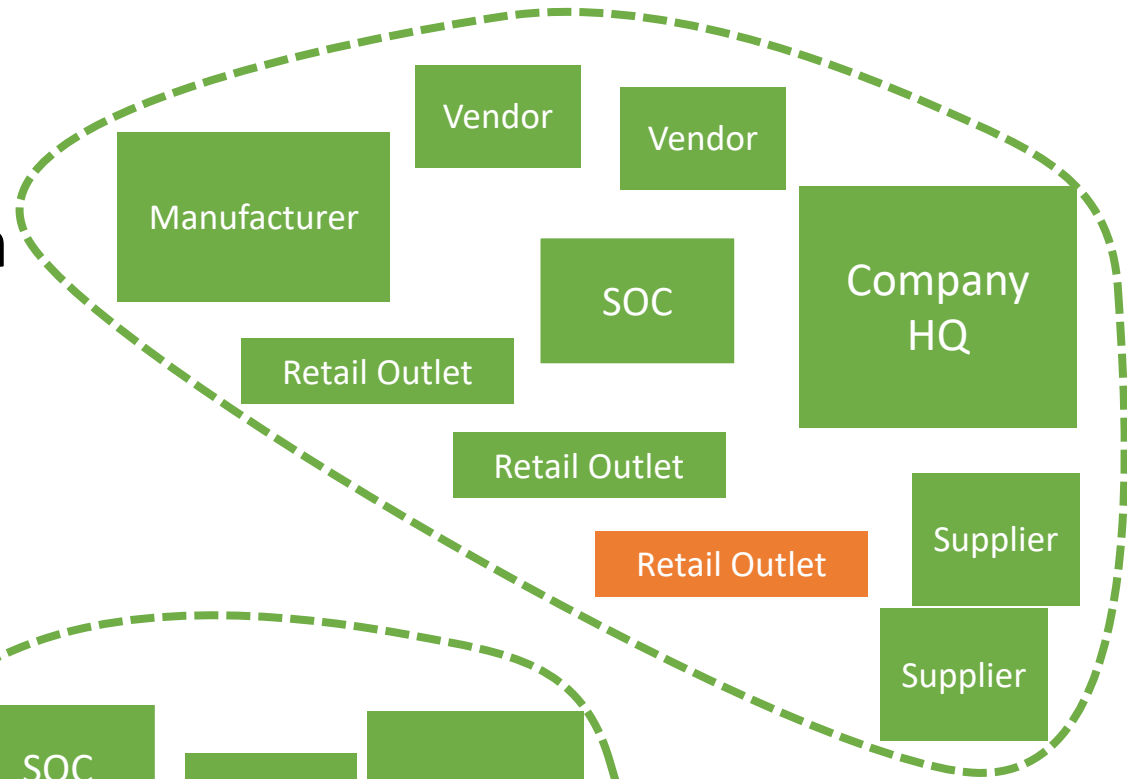 Vendor
Vendor
Manufacturer
Company
HQ
SOC
Retail Outlet
Retail Outlet
Retail Outlet
Supplier
Supplier
SOC